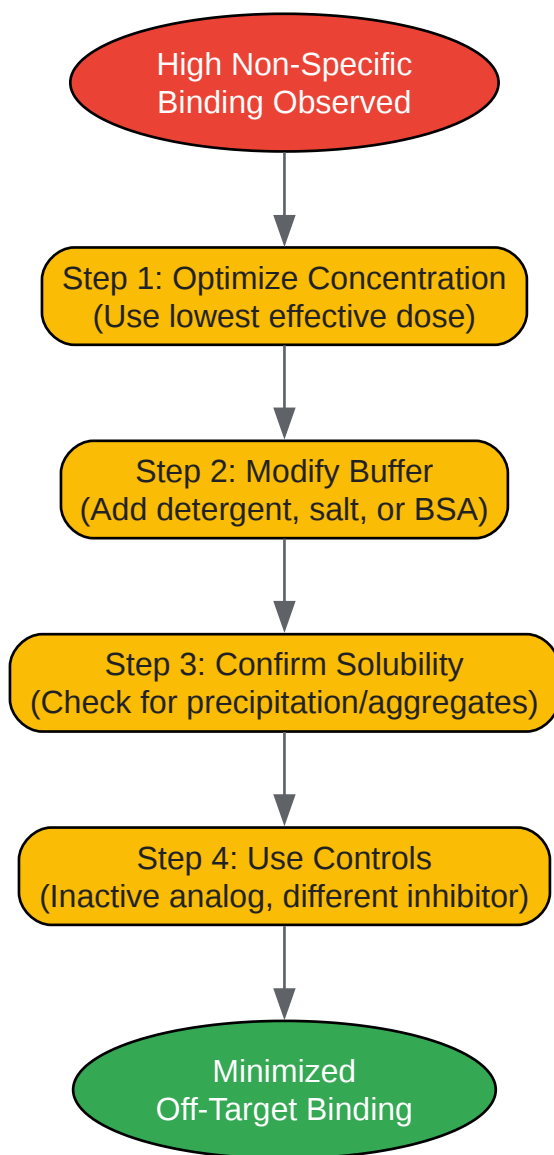 High Non-Specific
Binding Observed
Step 1: Optimize Concentration
(Use lowest effective dose)
Step 2: Modify Buffer
(Add detergent, salt, or BSA)
Step 3: Confirm Solubility
(Check for precipitation/aggregates)
Step 4: Use Controls
(Inactive analog, different inhibitor)
Minimized
Off-Target Binding